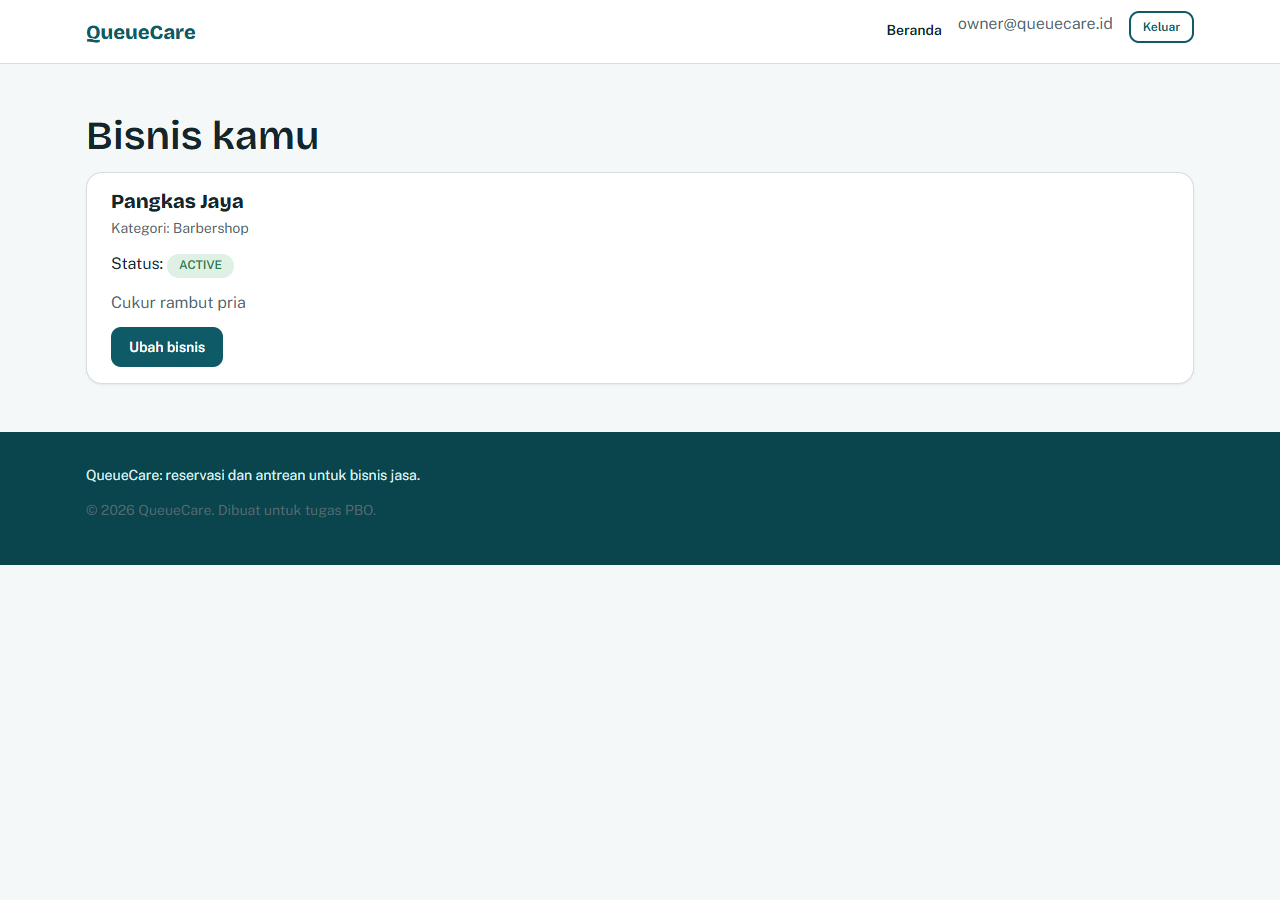 QueueCare
Beranda
owner@queuecare.id
Keluar
Bisnis kamu
Pangkas Jaya
Kategori: Barbershop
Status: ACTIVE
Cukur rambut pria
Ubah bisnis
QueueCare: reservasi dan antrean untuk bisnis jasa.
© 2026 QueueCare. Dibuat untuk tugas PBO.